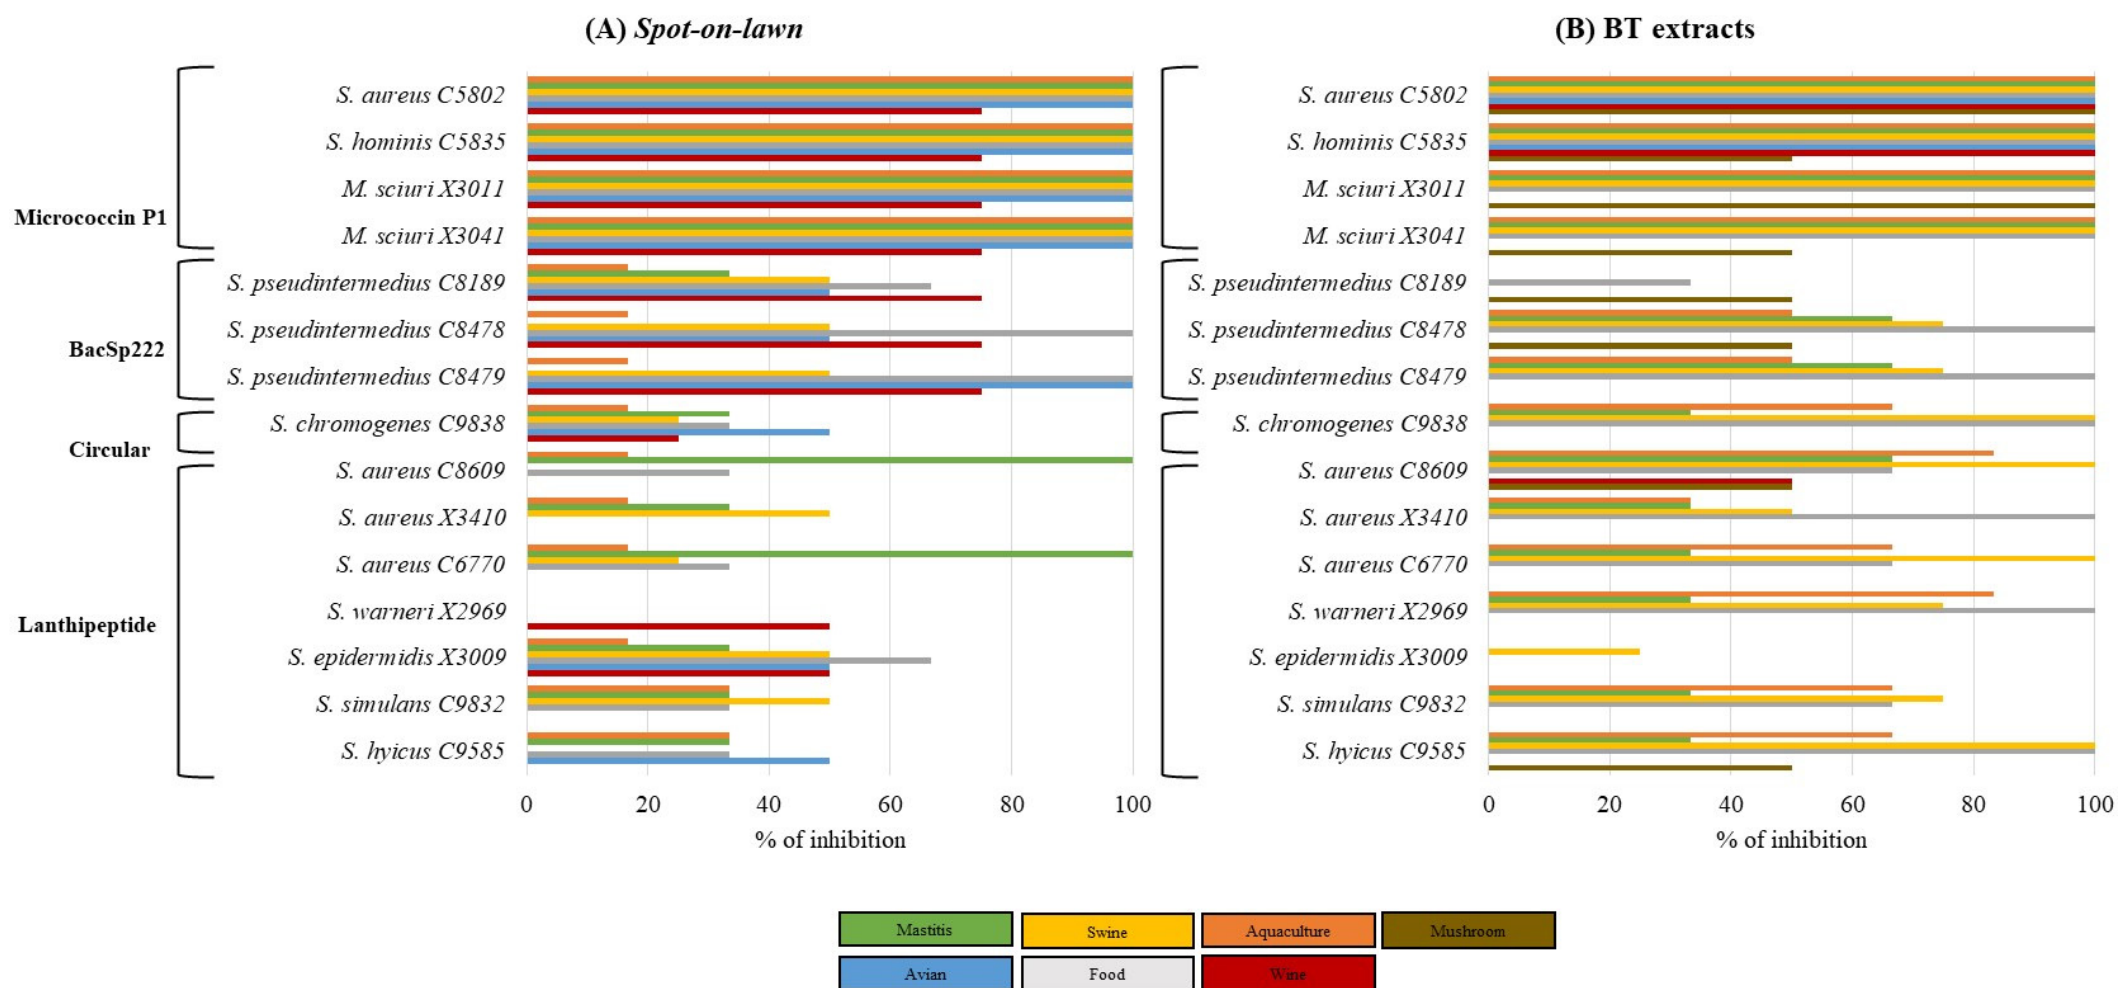 (A) Spot-on-lawn
(B) BT extracts
Micrococcin P1
BacSp222
Circular
Lanthipeptide
S. aureus C5802
S. hominis C5835
M. sciuri X3011
M. sciuri X3041
S. pseudintermedius C8189
S. pseudintermedius C8478
S. pseudintermedius C8479
S. chromogenes C9838
S. aureus C8609
S. aureus X3410
S. aureus C6770
S. warneri X2969
S. epidermidis X3009
S. simulans C9832
S. hyicus C9585
0 20 40 60 80 100
% of inhibition
S. aureus C5802
S. hominis C5835
M. sciuri X3011
M. sciuri X3041
S. pseudintermedius C8189
S. pseudintermedius C8478
S. pseudintermedius C8479
S. chromogenes C9838
S. aureus C8609
S. aureus X3410
S. aureus C6770
S. warneri X2969
S. epidermidis X3009
S. simulans C9832
S. hyicus C9585
0 20 40 60 80 100
% of inhibition
Mastitis Swine Aquaculture Mushroom
Avian Food Wine